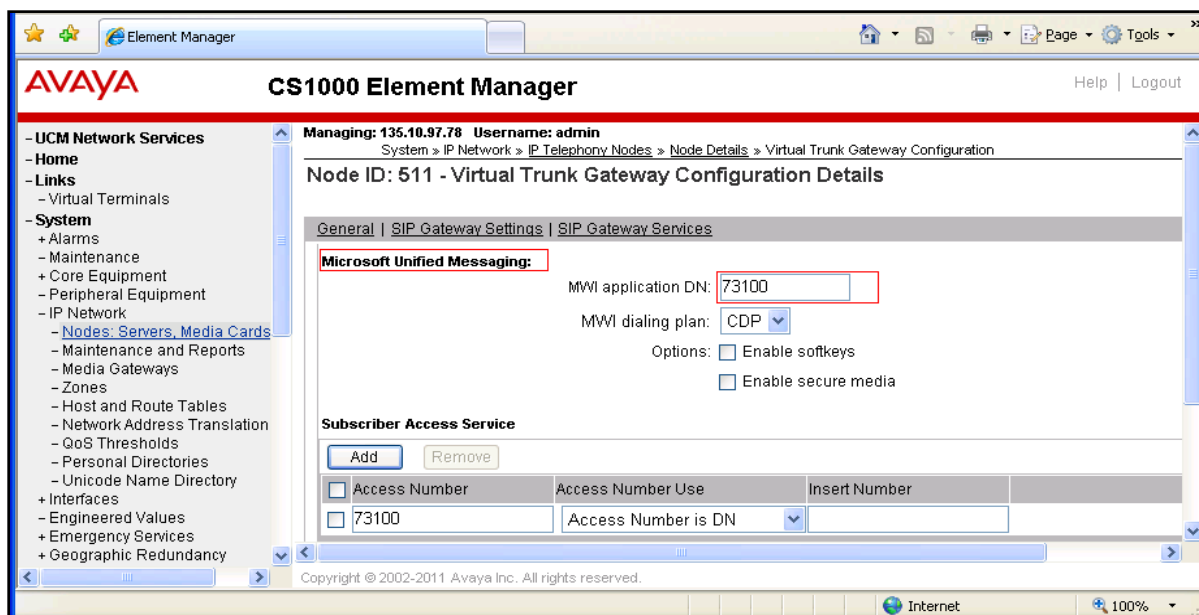 Element Manager
Page
Tools
»
AVAYA
CS1000 Element Manager
Help | Logout
– UCM Network Services
– Home
– Links
– Virtual Terminals
– System
+ Alarms
– Maintenance
+ Core Equipment
– Peripheral Equipment
– IP Network
– Nodes: Servers, Media Cards
– Maintenance and Reports
– Media Gateways
– Zones
– Host and Route Tables
– Network Address Translation
– QoS Thresholds
– Personal Directories
– Unicode Name Directory
+ Interfaces
– Engineered Values
+ Emergency Services
+ Geographic Redundancy
Managing: 135.10.97.78 Username: admin
System » IP Network » IP Telephony Nodes » Node Details » Virtual Trunk Gateway Configuration
Node ID: 511 - Virtual Trunk Gateway Configuration Details
General | SIP Gateway Settings | SIP Gateway Services
Microsoft Unified Messaging:
MWI application DN: 73100
MWI dialing plan: CDP
Options: Enable softkeys
Enable secure media
Subscriber Access Service
Add Remove
Access Number Access Number Use Insert Number
73100 Access Number is DN
Copyright © 2002-2011 Avaya Inc. All rights reserved.
Internet 100%